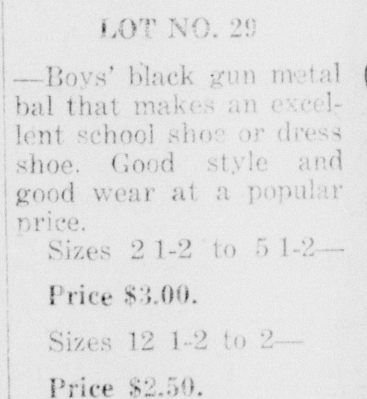 LOT NO. 29
—Boys' black gun metal
bal that makes an excel-
lent school shoe or dress
shoe. Good style and
good wear at a popular
price.
Sizes 2 1-2 to 5 1-2—
Price $3.00.
Sizes 12 1-2 to 2—
Price $2.50.